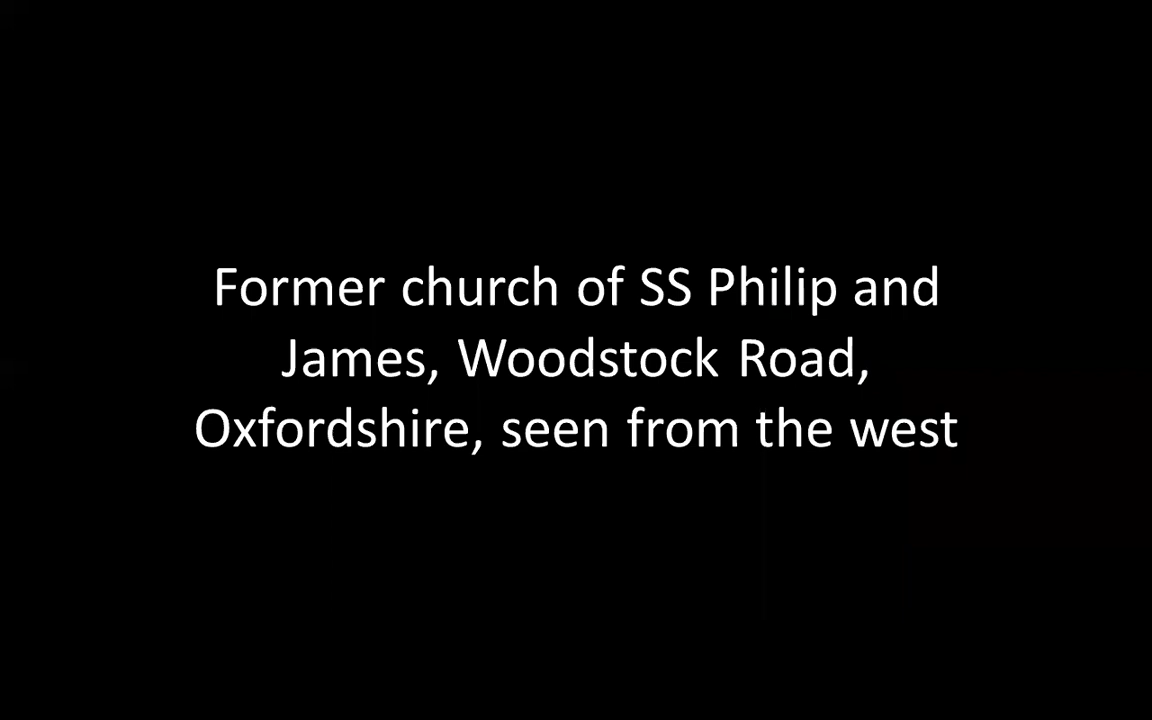 Former church of SS Philip and
James, Woodstock Road,
Oxfordshire, seen from the west